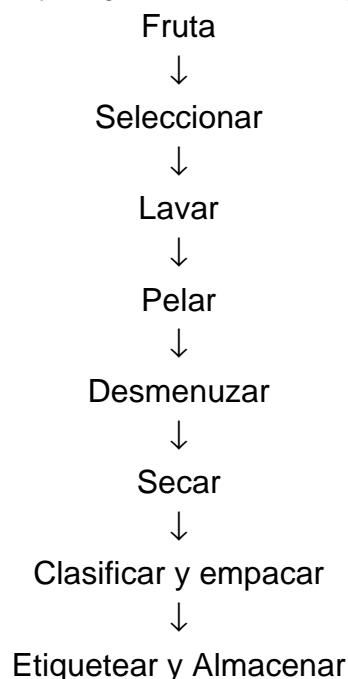 Fruta
↓
Seleccionar
↓
Lavar
↓
Pelar
↓
Desmenuzar
↓
Secar
↓
Clasificar y empacar
↓
Etiquetear y Almacenar